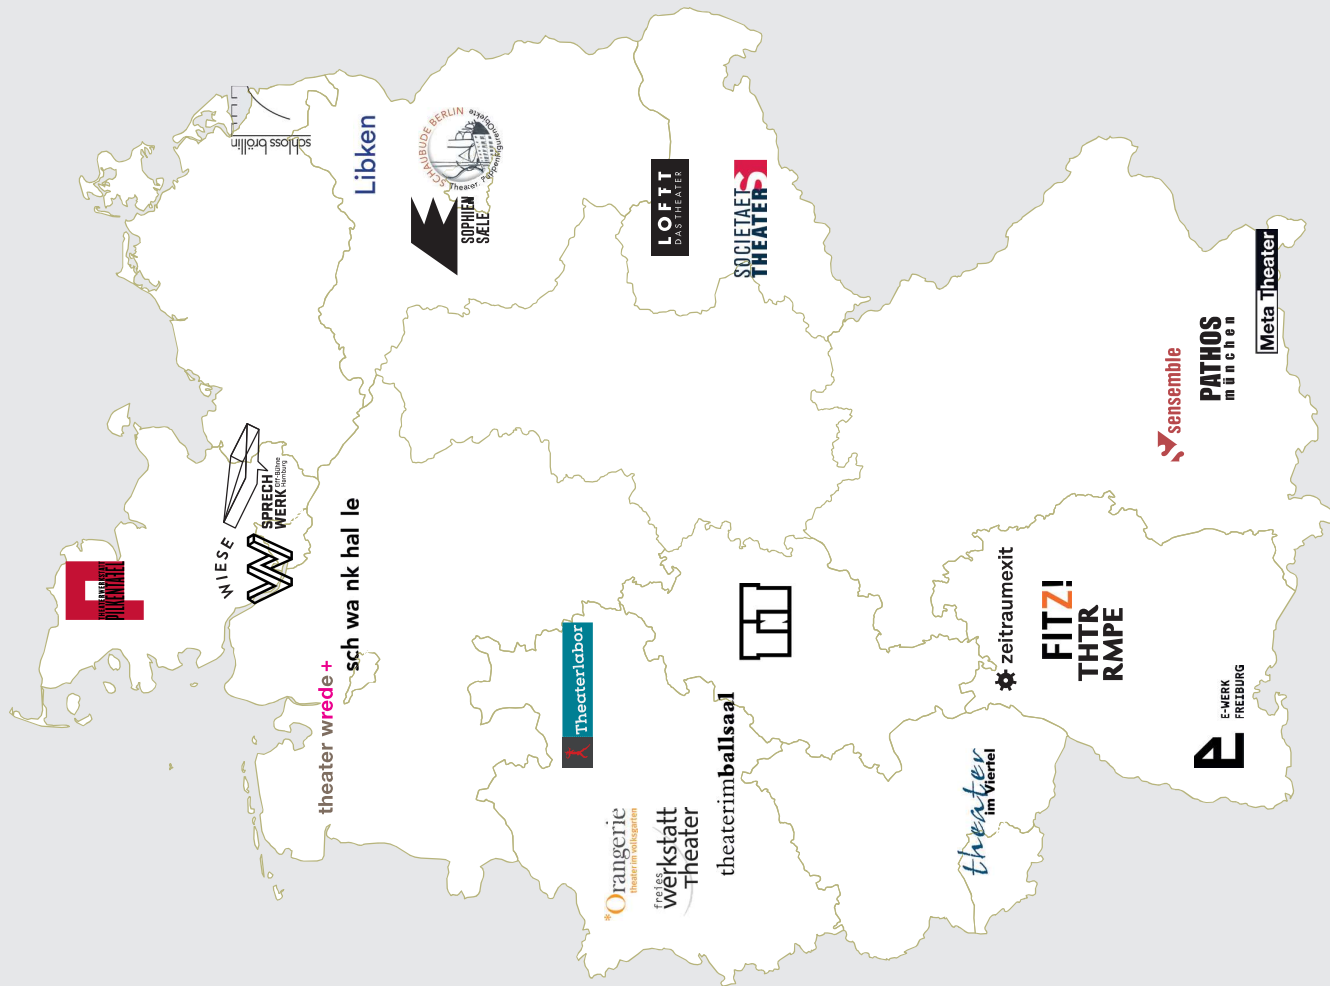 THEATERWERKSTATT
PILKENTAFEL
WIESE
SPRECH
WERK
Off-Bühne
Hamburg
schloss bröllin
Libken
SCHAUBUDE BERLIN
Theater. Puppen Figuren Objekte
SOPHIEN
SÆLE
theater wrede +
sch wa nk hal le
Theaterlabor
LOFFT
DAS THEATER
SOCIETAET
THEATER
*Orangerie
theater im volksgarten
freies
Werkstatt
Theater
theaterimballsaal
theater
im Viertel
zeitraumexit
FITZ!
THTR
RMPE
E-WERK
FREIBURG
sensemble
PATHOS
münchen
Meta Theater